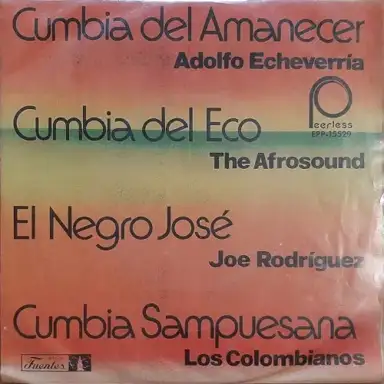 Cumbia del Amanecer
Adolfo Echeverría
Peerless
EPP-15529
Cumbia del Eco
The Afrosound
El Negro José
Joe Rodríguez
Cumbia Sampuesana
Los Colombianos
Fuentes